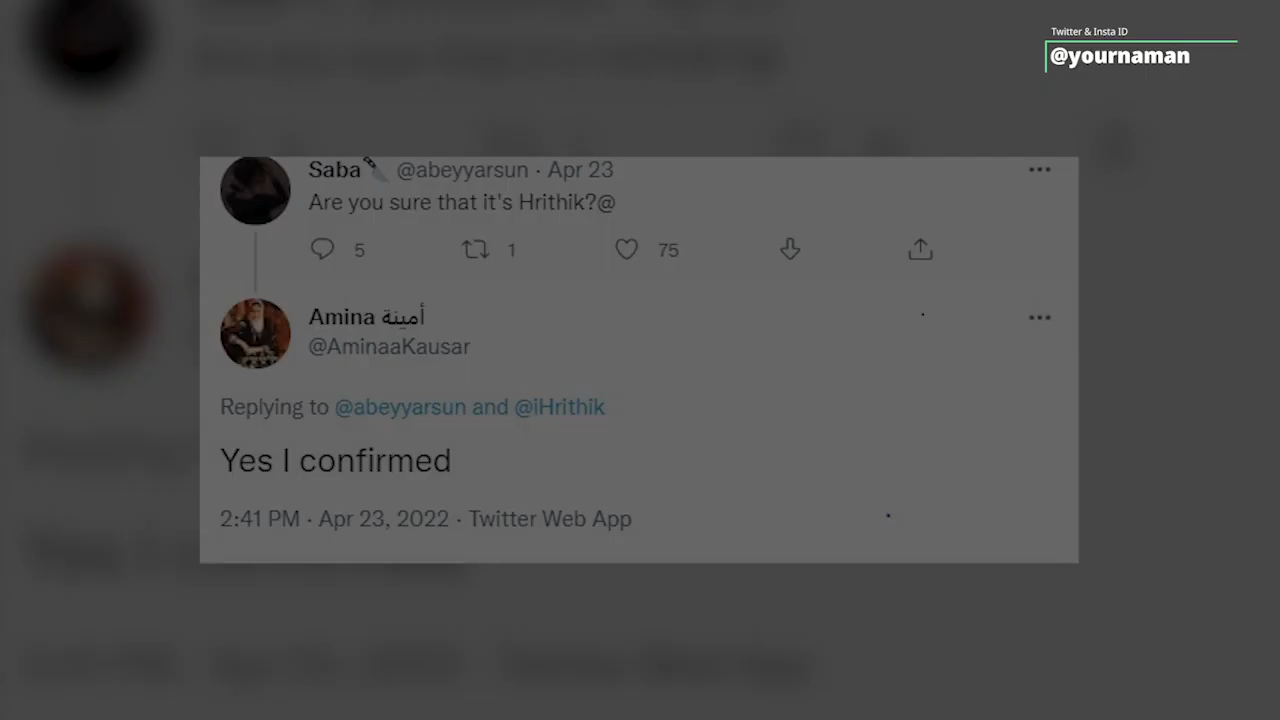 Twitter & Insta ID
@yournaman
Saba🔪 @abeyyarsun · Apr 23
Are you sure that it's Hrithik?@
5 1 75
Amina أمينة
@AminaaKausar
Replying to @abeyyarsun and @iHrithik
Yes I confirmed
2:41 PM · Apr 23, 2022 · Twitter Web App